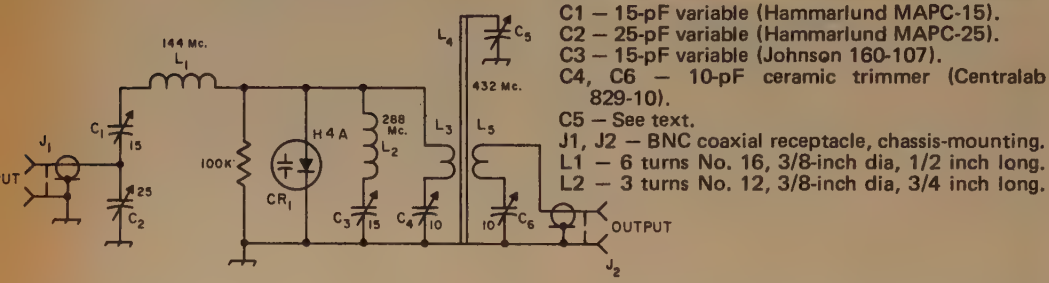 144 Mc.
L1
C1
15
J1
UT
25
C2
100K
H4A
CR1
288
Mc.
L2
C3
15
L3
C4
10
L4
C5
432 Mc.
L5
10
C6
OUTPUT
J2
C1 — 15-pF variable (Hammarlund MAPC-15).
C2 — 25-pF variable (Hammarlund MAPC-25).
C3 — 15-pF variable (Johnson 160-107).
C4, C6 — 10-pF ceramic trimmer (Centralab
829-10).
C5 — See text.
J1, J2 — BNC coaxial receptacle, chassis-mounting.
L1 — 6 turns No. 16, 3/8-inch dia, 1/2 inch long.
L2 — 3 turns No. 12, 3/8-inch dia, 3/4 inch long.